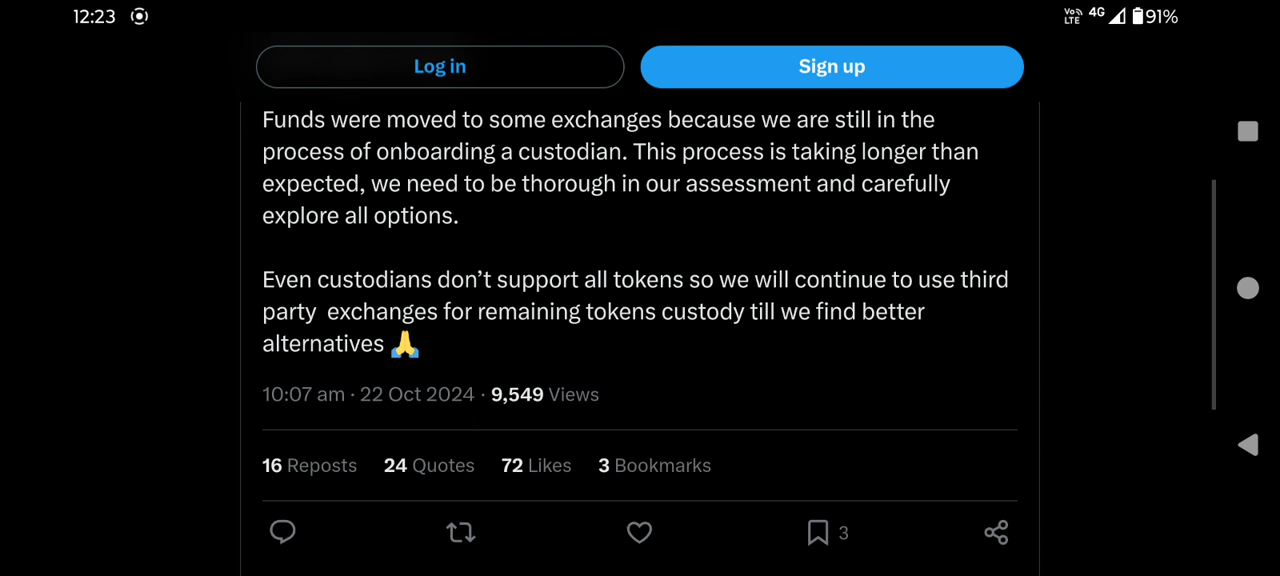 12:23 Vo LTE 4G 91%
Log in Sign up
Funds were moved to some exchanges because we are still in the
process of onboarding a custodian. This process is taking longer than
expected, we need to be thorough in our assessment and carefully
explore all options.
Even custodians don’t support all tokens so we will continue to use third
party  exchanges for remaining tokens custody till we find better
alternatives 🙏
10:07 am · 22 Oct 2024 · 9,549 Views
16 Reposts 24 Quotes 72 Likes 3 Bookmarks
3